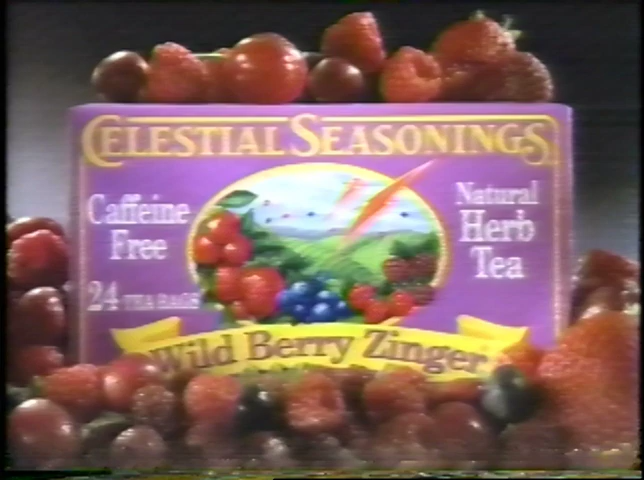 CELESTIAL SEASONINGS
Caffeine
Free
24 TEA BAGS
Natural
Herb
Tea
Wild Berry Zinger